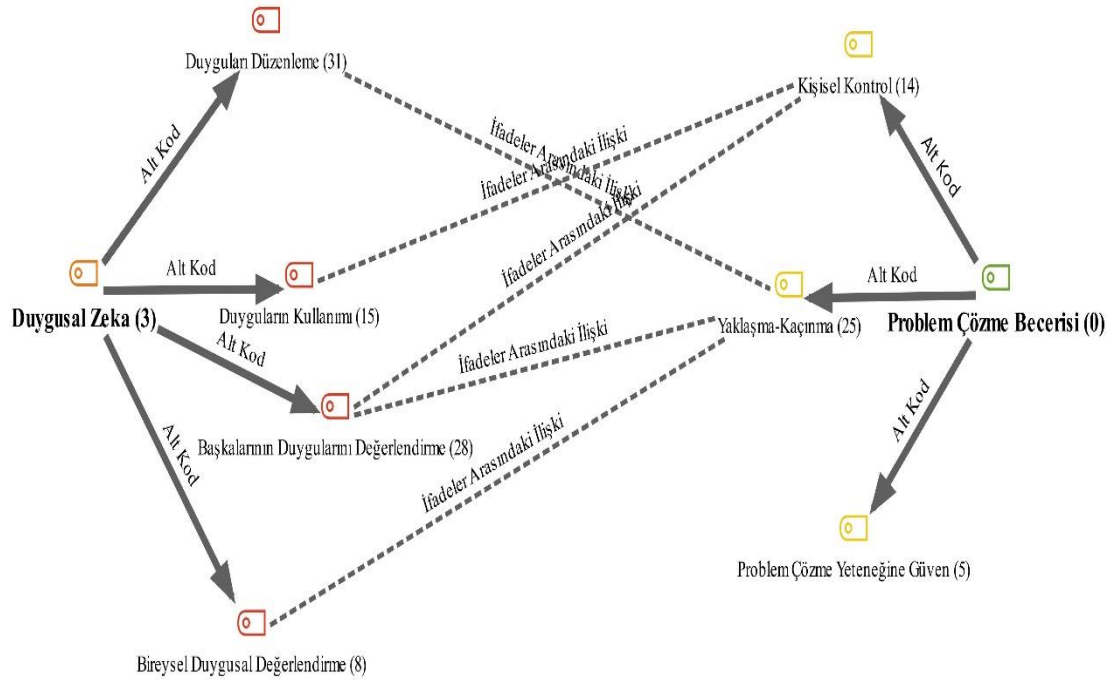 Duyguları Düzenleme (31)
Kişisel Kontrol (14)
Alt Kod
Alt Kod
İfadeler Arasındaki İlişki
İfadeler Arasındaki İlişki
İfadeler Arasındaki İlişki
Alt Kod
Alt Kod
Duygusal Zeka (3)
Duyguların Kullanımı (15)
Yaklaşma-Kaçınma (25)
Problem Çözme Becerisi (0)
Alt Kod
İfadeler Arasındaki İlişki
Alt Kod
Alt Kod
Başkalarının Duygularını Değerlendirme (28)
İfadeler Arasındaki İlişki
Problem Çözme Yeteneğine Güven (5)
Bireysel Duygusal Değerlendirme (8)